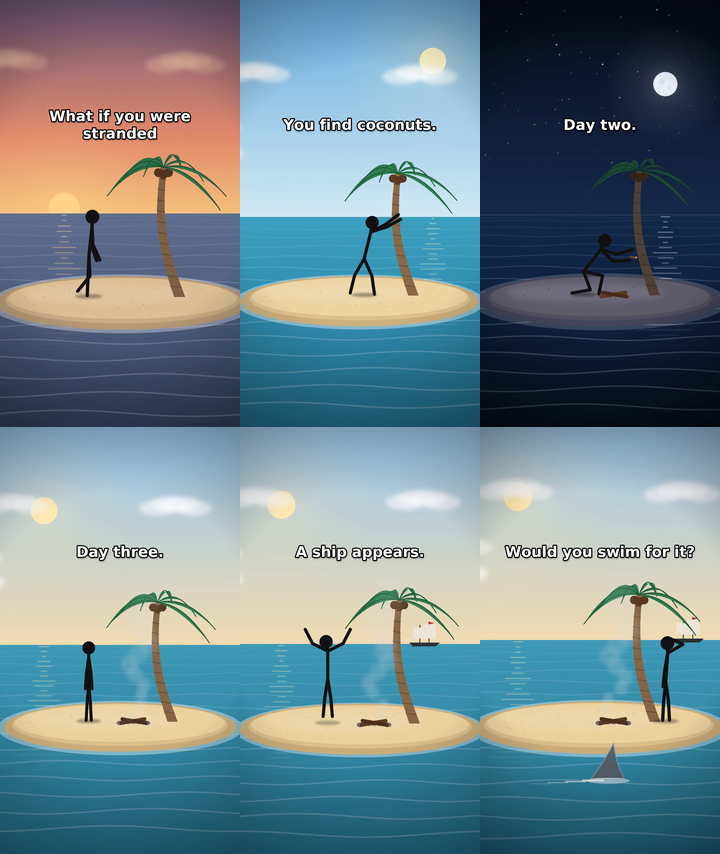 What if you were
stranded
You find coconuts.
Day two.
Day three.
A ship appears.
Would you swim for it?